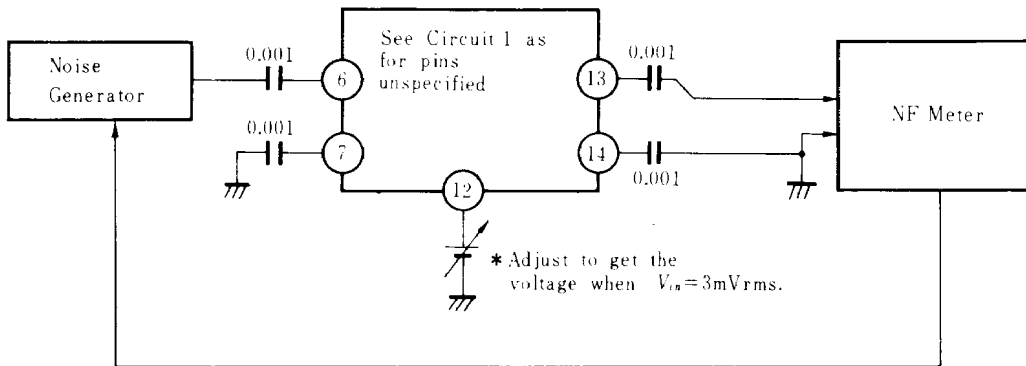 Noise
Generator
0.001
6
See Circuit 1 as
for pins
unspecified
13
0.001
NF Meter
0.001
7
14
0.001
12
* Adjust to get the
voltage when Vin=3mVrms.